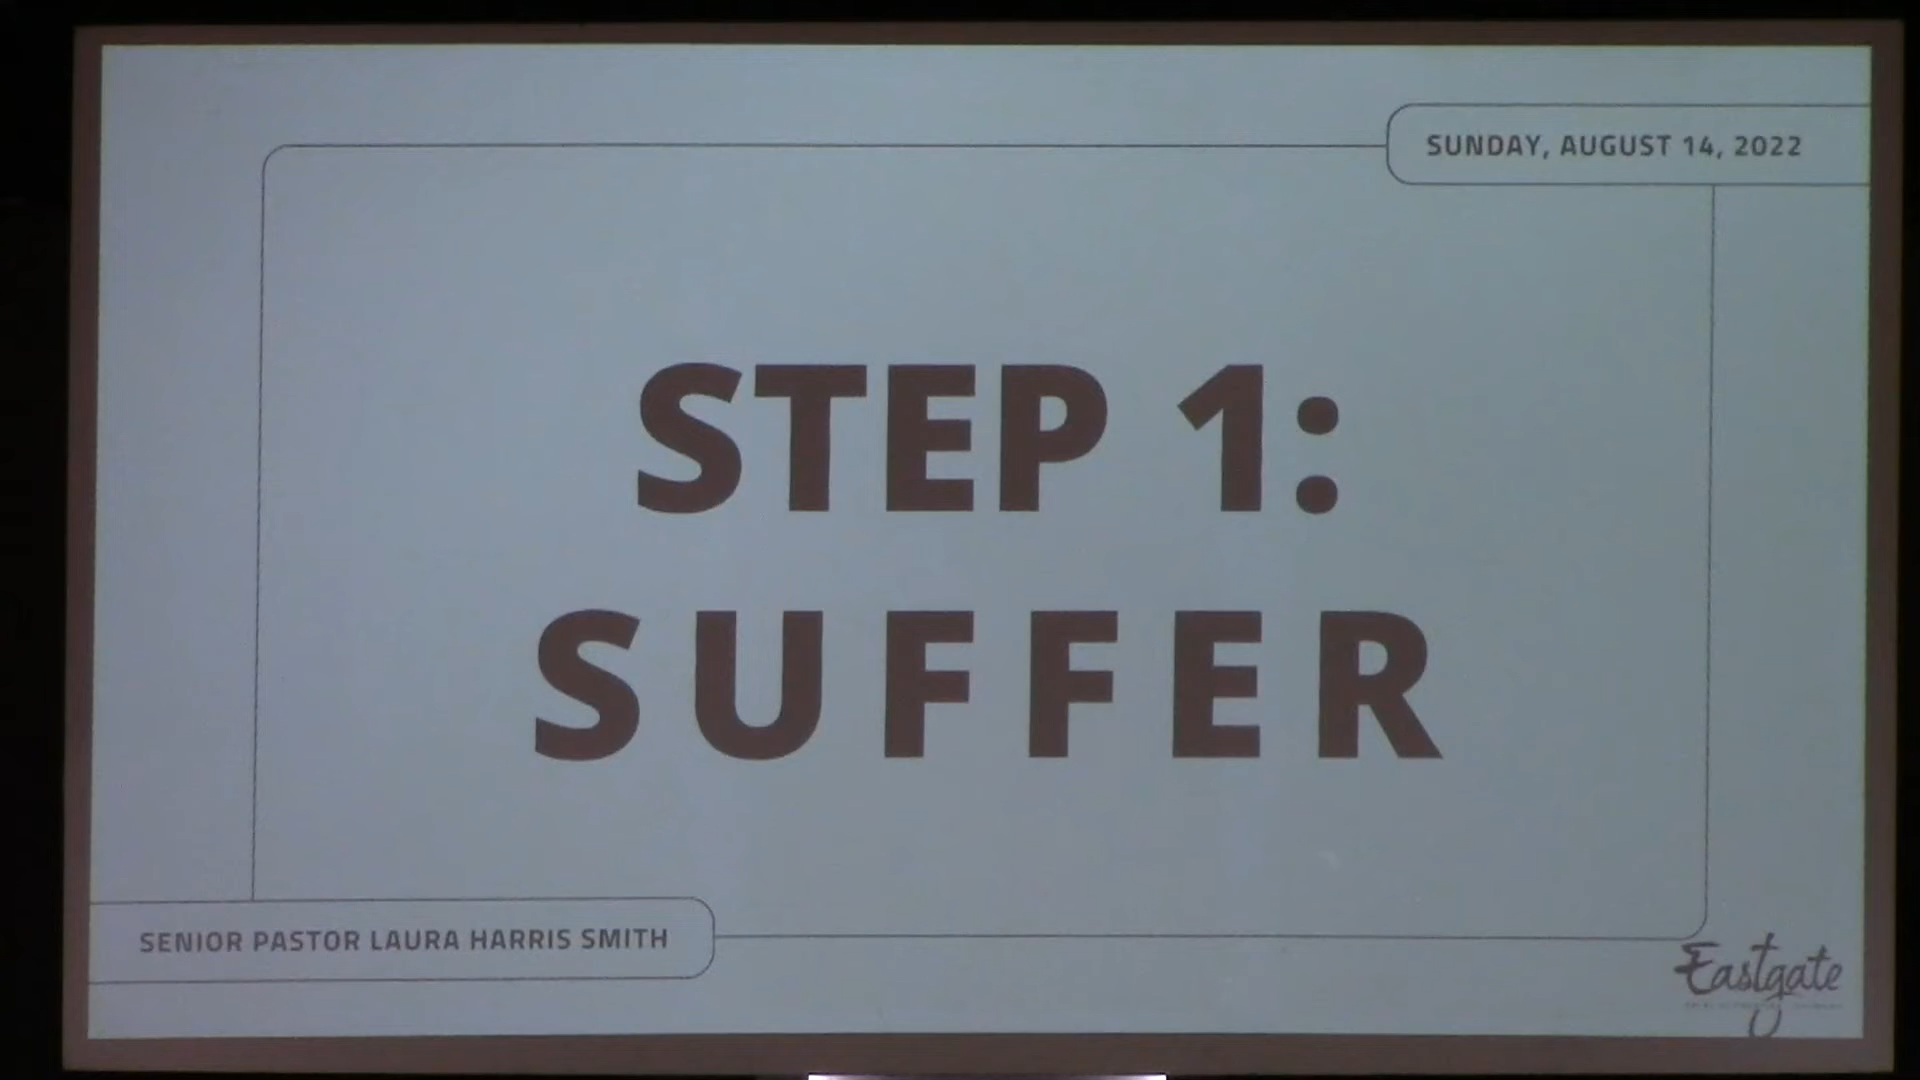 SUNDAY, AUGUST 14, 2022
STEP 1:
SUFFER
SENIOR PASTOR LAURA HARRIS SMITH
Eastgate